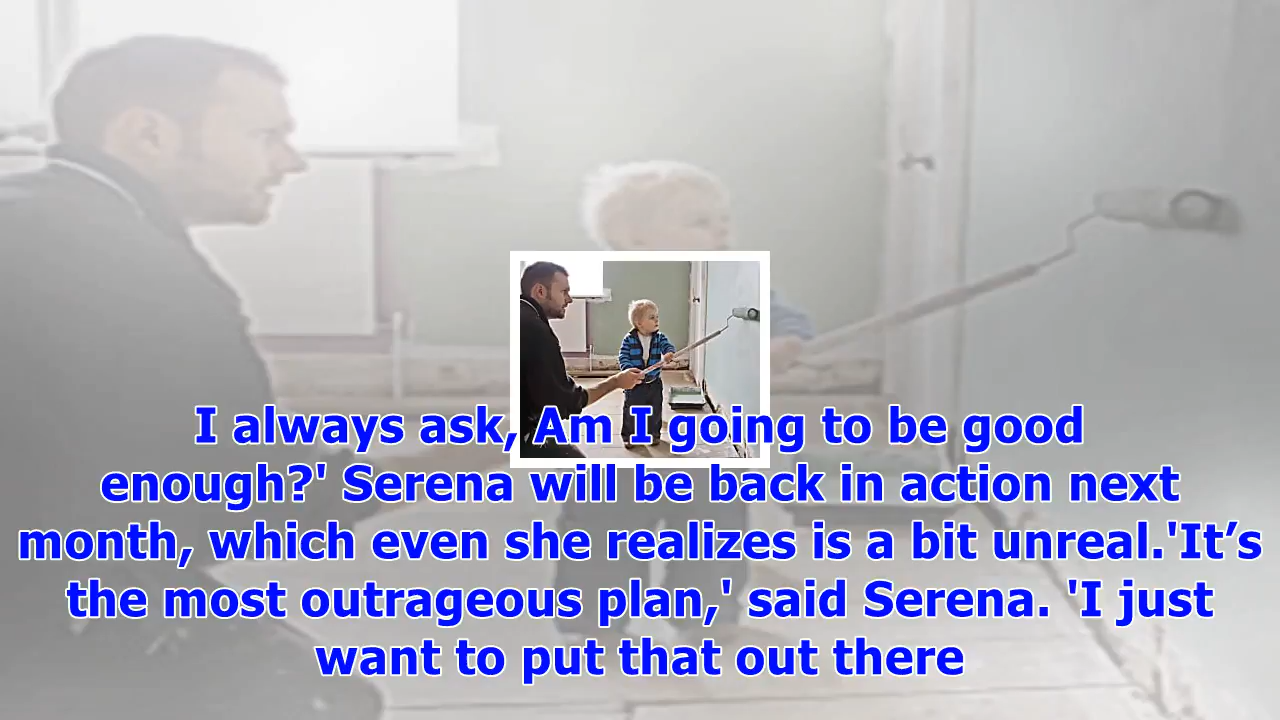 I always ask, Am I going to be good
enough?' Serena will be back in action next
month, which even she realizes is a bit unreal.'It’s
the most outrageous plan,' said Serena. 'I just
want to put that out there